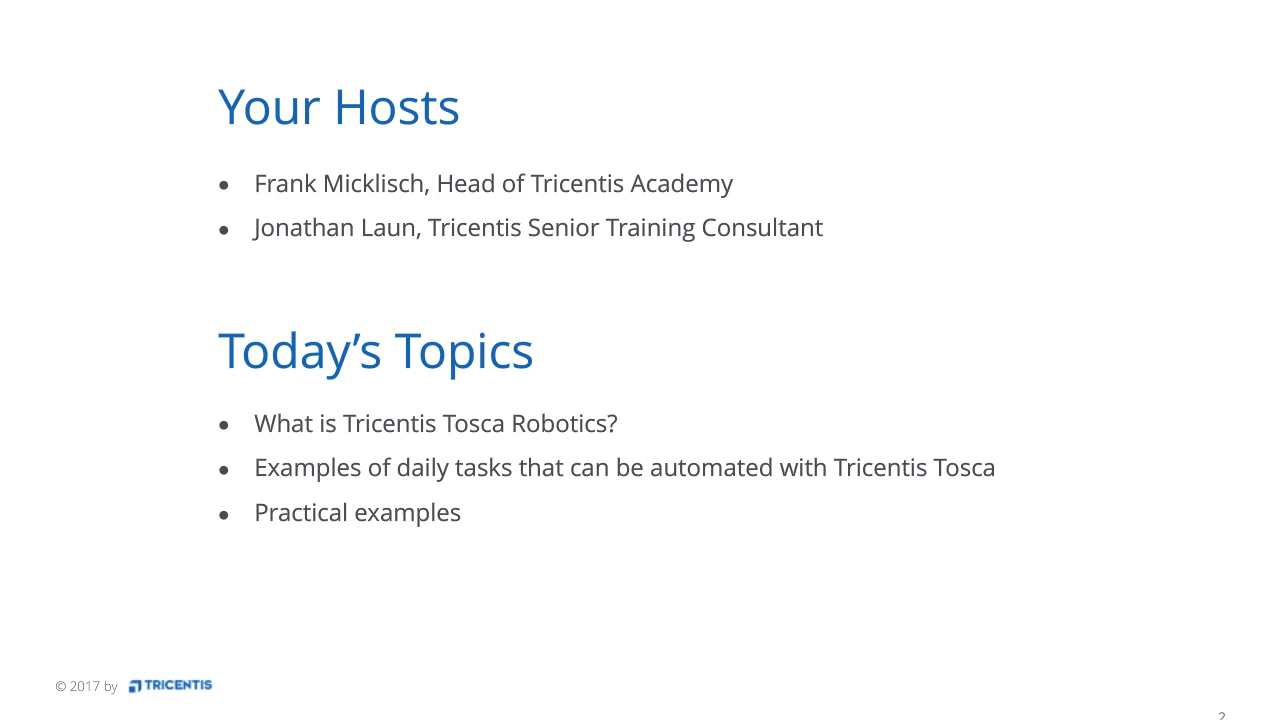 Your Hosts
● Frank Micklisch, Head of Tricentis Academy
● Jonathan Laun, Tricentis Senior Training Consultant
Today’s Topics
● What is Tricentis Tosca Robotics?
● Examples of daily tasks that can be automated with Tricentis Tosca
● Practical examples
© 2017 by TRICENTIS
2